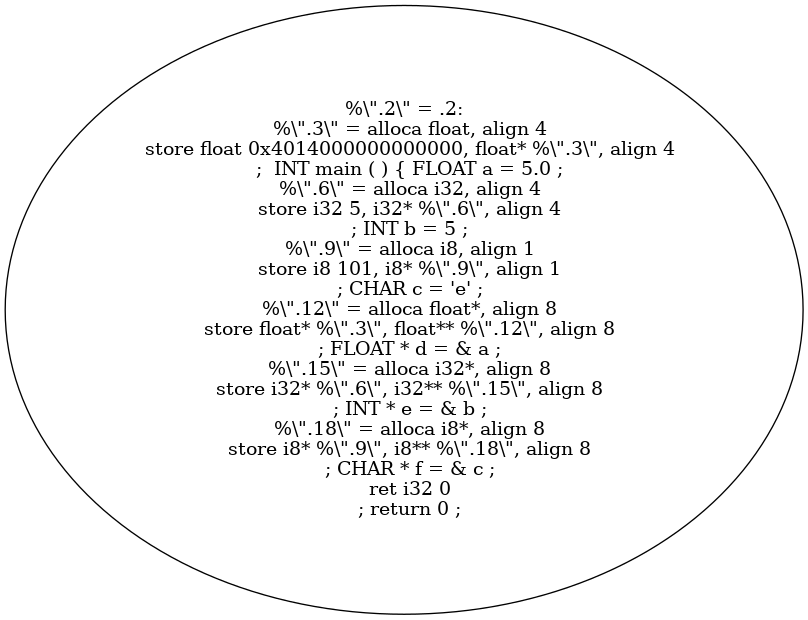 %\".2\" = .2:
%\".3\" = alloca float, align 4
store float 0x4014000000000000, float* %\".3\", align 4
;  INT main ( ) { FLOAT a = 5.0 ;
%\".6\" = alloca i32, align 4
store i32 5, i32* %\".6\", align 4
; INT b = 5 ;
%\".9\" = alloca i8, align 1
store i8 101, i8* %\".9\", align 1
; CHAR c = 'e' ;
%\".12\" = alloca float*, align 8
store float* %\".3\", float** %\".12\", align 8
; FLOAT * d = & a ;
%\".15\" = alloca i32*, align 8
store i32* %\".6\", i32** %\".15\", align 8
; INT * e = & b ;
%\".18\" = alloca i8*, align 8
store i8* %\".9\", i8** %\".18\", align 8
; CHAR * f = & c ;
ret i32 0
; return 0 ;